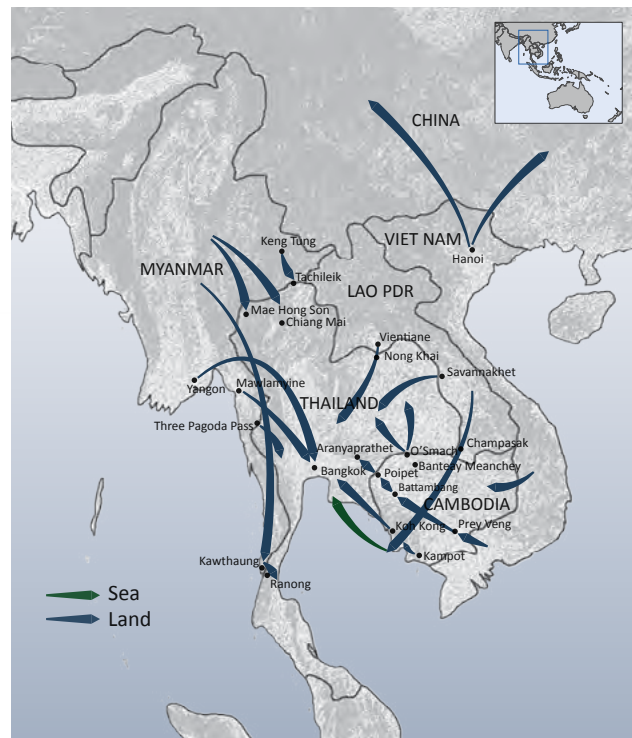 CHINA
Keng Tung
VIET NAM
Hanoi
MYANMAR
Tachileik
LAO PDR
Mae Hong Son
Chiang Mai
Vientiane
Nong Khai
Savannakhet
Yangon
Mawlamyine
THAILAND
Three Pagoda Pass
Aranyaprathet
O'Smach
Champasak
Bangkok
Poipet
Banteay Meanchey
Battambang
CAMBODIA
Koh Kong
Prey Veng
Kampot
Kawthaung
Ranong
Sea
Land